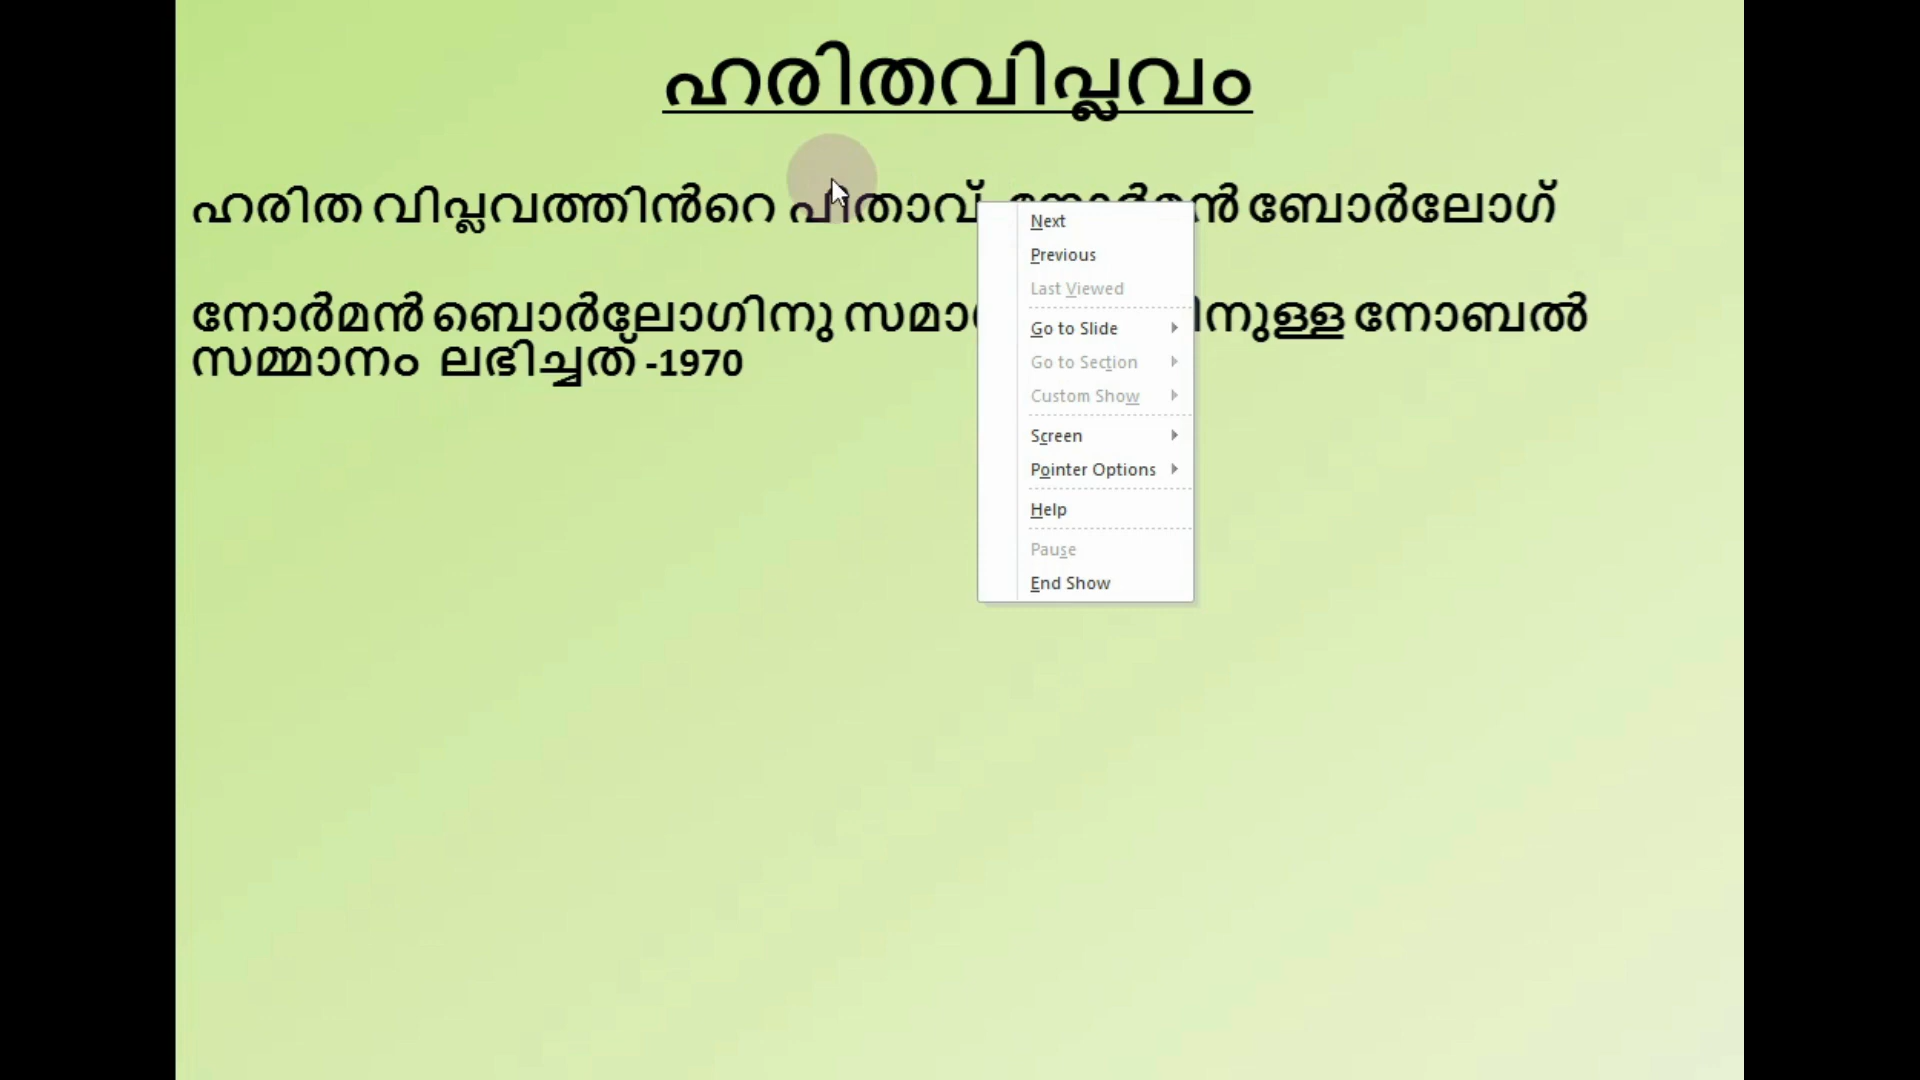 ഹരിതവിപ്ലവം
ഹരിത വിപ്ലവത്തിൻറെ പിതാവ് നോർമൻ ബോർലോഗ്
നോർമൻ ബൊർലോഗിനു നോബൽ
സമ്മാനം ലഭിച്ചത് -1970
Next
Previous
Last Viewed
Go to Slide
Go to Section
Custom Show
Screen
Pointer Options
Help
Pause
End Show